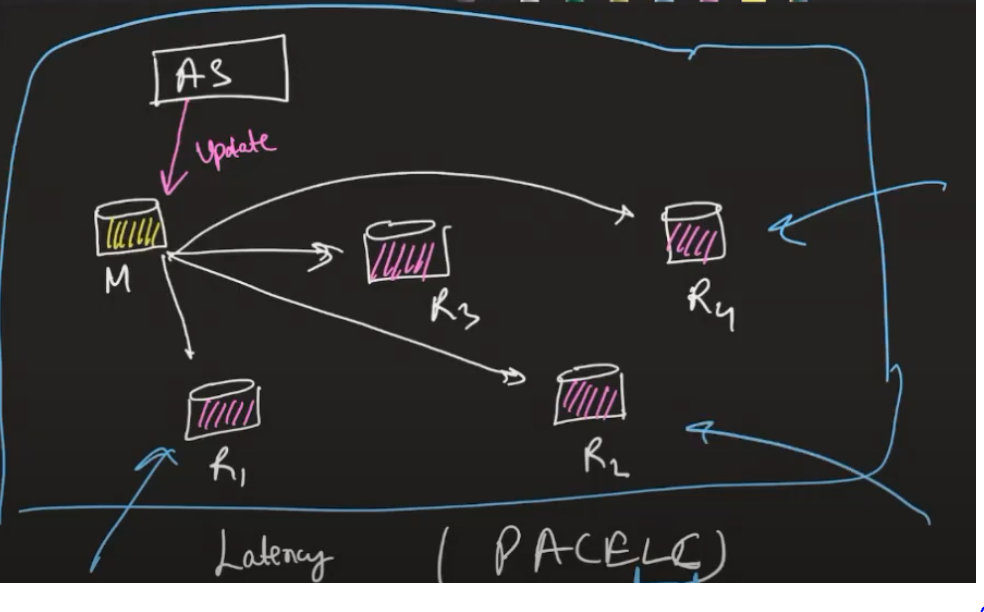 AS
Update
M
R3
R4
R1
R2
Latency (PACELC)